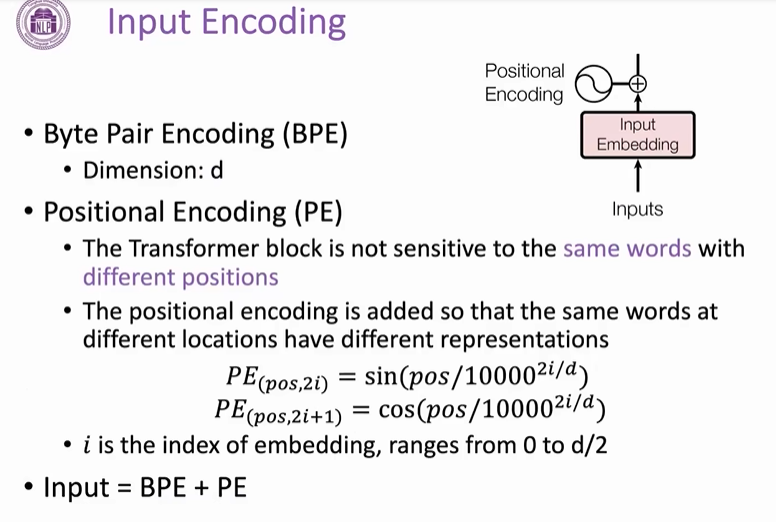 NLP
Input Encoding
Positional
Encoding
Input
Embedding
Inputs
• Byte Pair Encoding (BPE)
• Dimension: d
• Positional Encoding (PE)
• The Transformer block is not sensitive to the same words with
different positions
• The positional encoding is added so that the same words at
different locations have different representations
PE(pos,2i) = sin(pos/10000^2i/d)
PE(pos,2i+1) = cos(pos/10000^2i/d)
• i is the index of embedding, ranges from 0 to d/2
• Input = BPE + PE